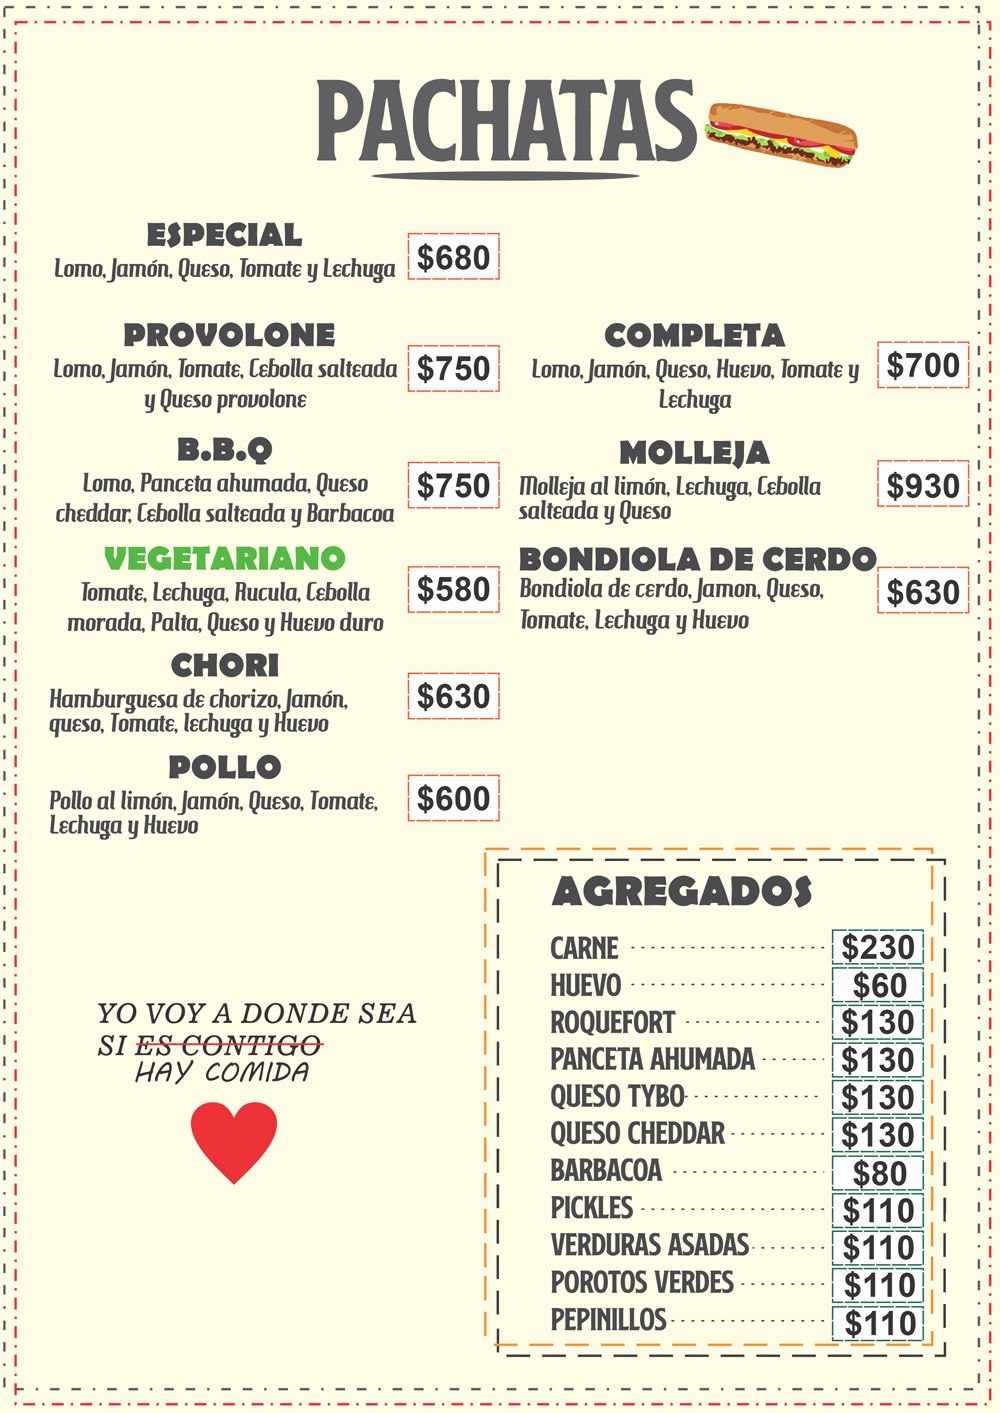 PACHATAS
ESPECIAL
Lomo, Jamón, Queso, Tomate y Lechuga
$680
PROVOLONE
Lomo, Jamón, Tomate, Cebolla salteada
y Queso provolone
$750
B.B.Q
Lomo, Panceta ahumada, Queso
cheddar, Cebolla salteada y Barbacoa
$750
VEGETARIANO
Tomate, Lechuga, Rucula, Cebolla
morada, Palta, Queso y Huevo duro
$580
CHORI
Hamburguesa de chorizo, Jamón,
queso, Tomate, lechuga y Huevo
$630
POLLO
Pollo al limón, Jamón, Queso, Tomate,
Lechuga y Huevo
$600
COMPLETA
Lomo, Jamón, Queso, Huevo, Tomate y
Lechuga
$700
MOLLEJA
Molleja al limón, Lechuga, Cebolla
salteada y Queso
$930
BONDIOLA DE CERDO
Bondiola de cerdo, Jamon, Queso,
Tomate, Lechuga y Huevo
$630
YO VOY A DONDE SEA
SI ES CONTIGO
HAY COMIDA
AGREGADOS
CARNE $230
HUEVO $60
ROQUEFORT $130
PANCETA AHUMADA $130
QUESO TYBO $130
QUESO CHEDDAR $130
BARBACOA $80
PICKLES $110
VERDURAS ASADAS $110
POROTOS VERDES $110
PEPINILLOS $110